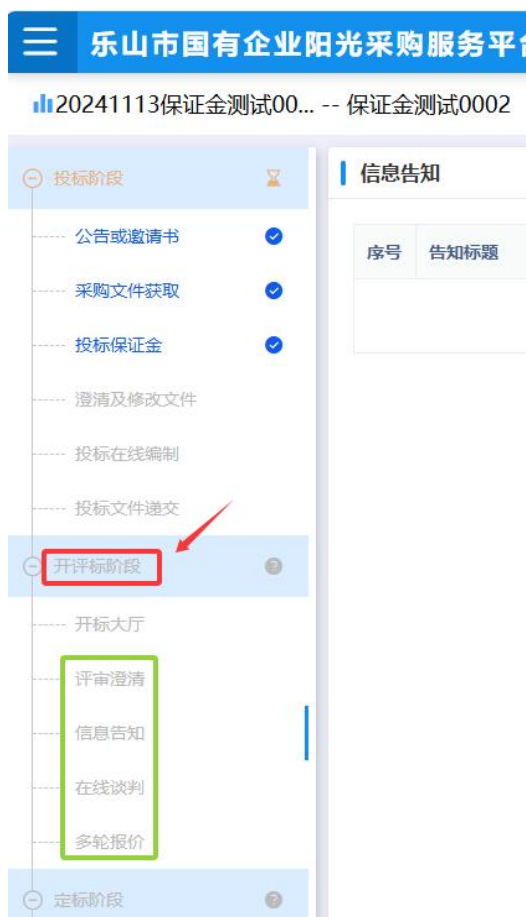 乐山市国有企业阳光采购服务平台
20241113保证金测试00... -- 保证金测试0002
投标阶段
公告或邀请书
采购文件获取
投标保证金
澄清及修改文件
投标在线编制
投标文件递交
开评标阶段
开标大厅
评审澄清
信息告知
在线谈判
多轮报价
定标阶段
信息告知
序号 告知标题